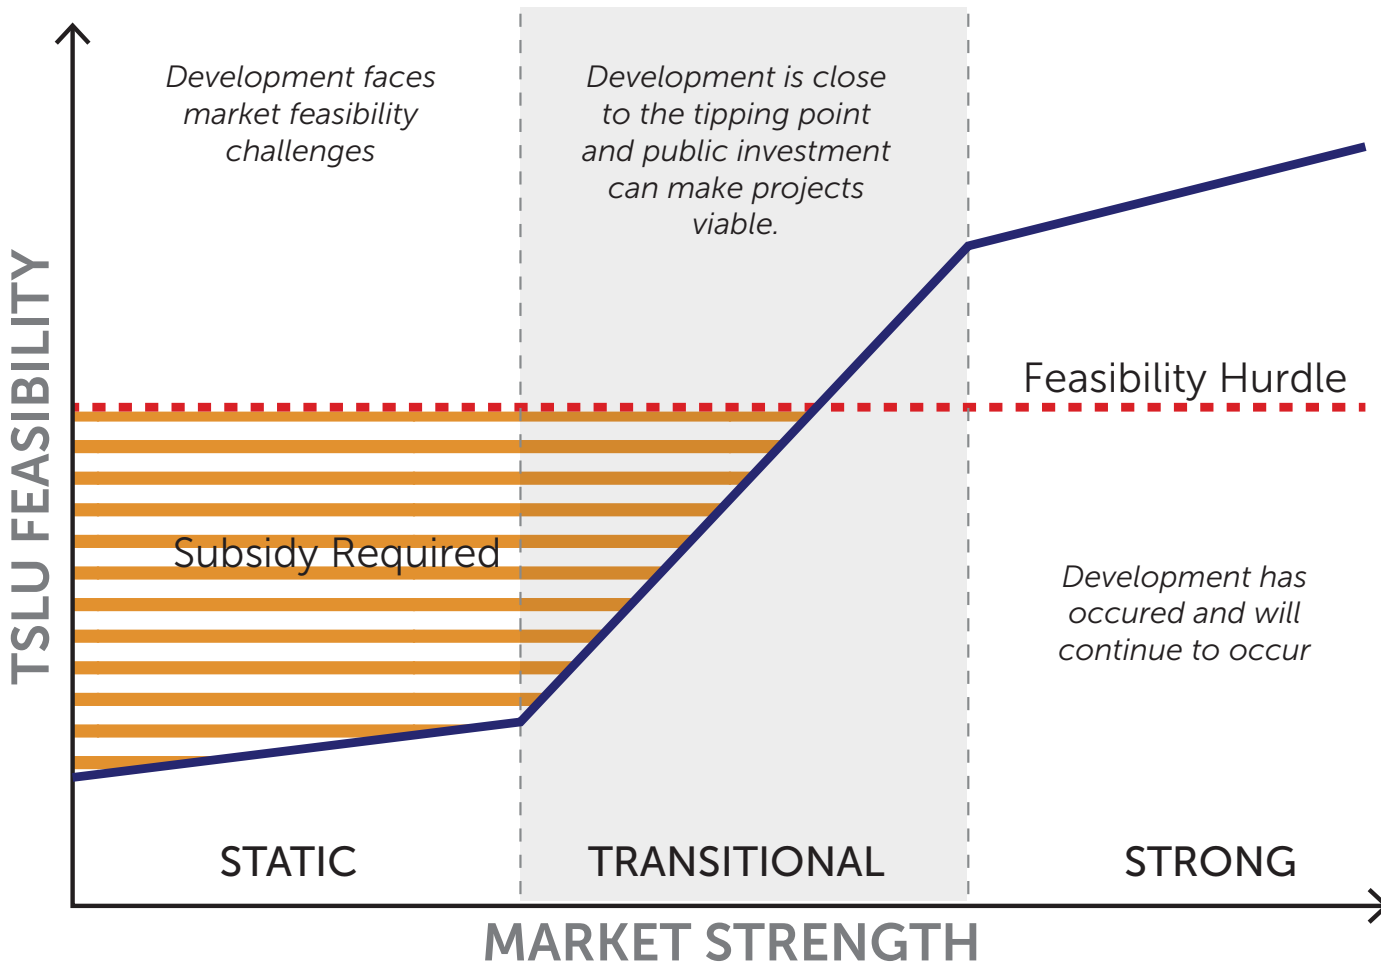 TSLU FEASIBILITY
Development faces
market feasibility
challenges
Development is close
to the tipping point
and public investment
can make projects
viable.
Feasibility Hurdle
Subsidy Required
Development has
occured and will
continue to occur
STATIC
TRANSITIONAL
STRONG
MARKET STRENGTH